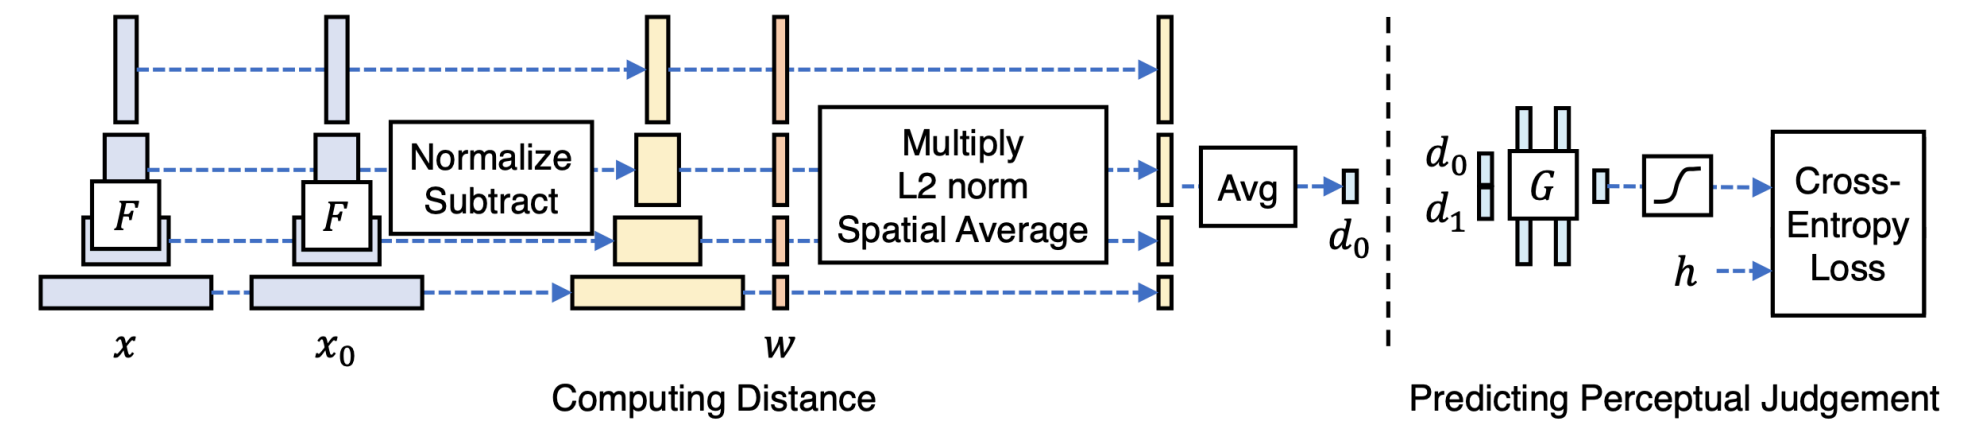 F
F
x
x₀
Normalize
Subtract
w
Multiply
L2 norm
Spatial Average
Avg
d₀
Computing Distance
d₀
d₁
G
h
Cross-
Entropy
Loss
Predicting Perceptual Judgement